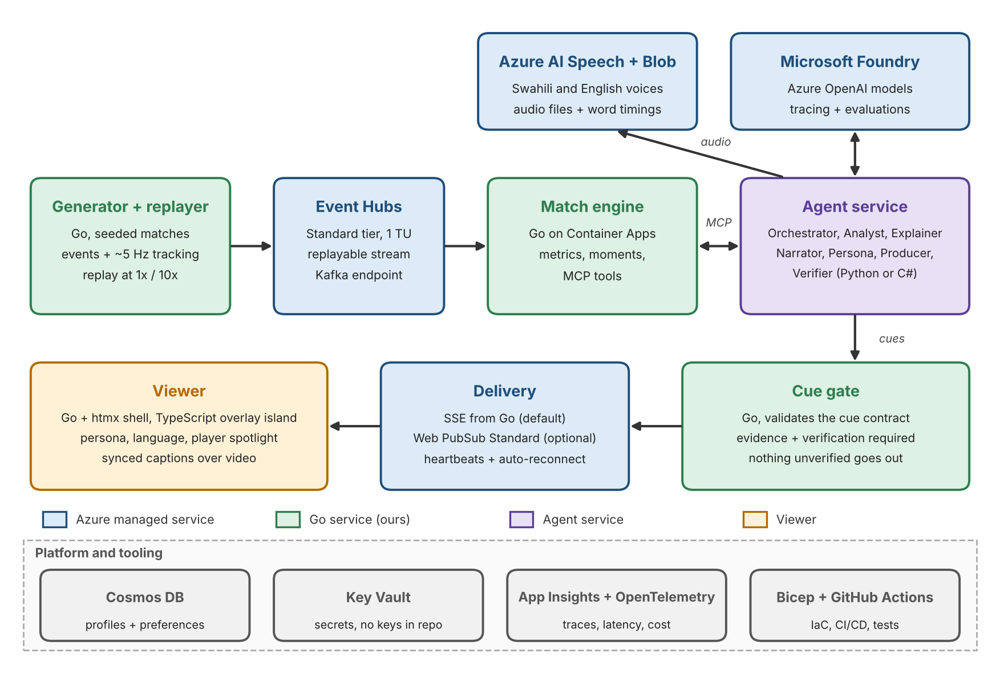 Azure AI Speech + Blob
Swahili and English voices
audio files + word timings
Microsoft Foundry
Azure OpenAI models
tracing + evaluations
audio
Generator + replayer
Go, seeded matches
events + ~5 Hz tracking
replay at 1x / 10x
Event Hubs
Standard tier, 1 TU
replayable stream
Kafka endpoint
Match engine
Go on Container Apps
metrics, moments,
MCP tools
MCP
Agent service
Orchestrator, Analyst, Explainer
Narrator, Persona, Producer,
Verifier (Python or C#)
cues
Viewer
Go + htmx shell, TypeScript overlay island
persona, language, player spotlight
synced captions over video
Delivery
SSE from Go (default)
Web PubSub Standard (optional)
heartbeats + auto-reconnect
Cue gate
Go, validates the cue contract
evidence + verification required
nothing unverified goes out
Azure managed service
Go service (ours)
Agent service
Viewer
Platform and tooling
Cosmos DB
profiles + preferences
Key Vault
secrets, no keys in repo
App Insights + OpenTelemetry
traces, latency, cost
Bicep + GitHub Actions
IaC, CI/CD, tests